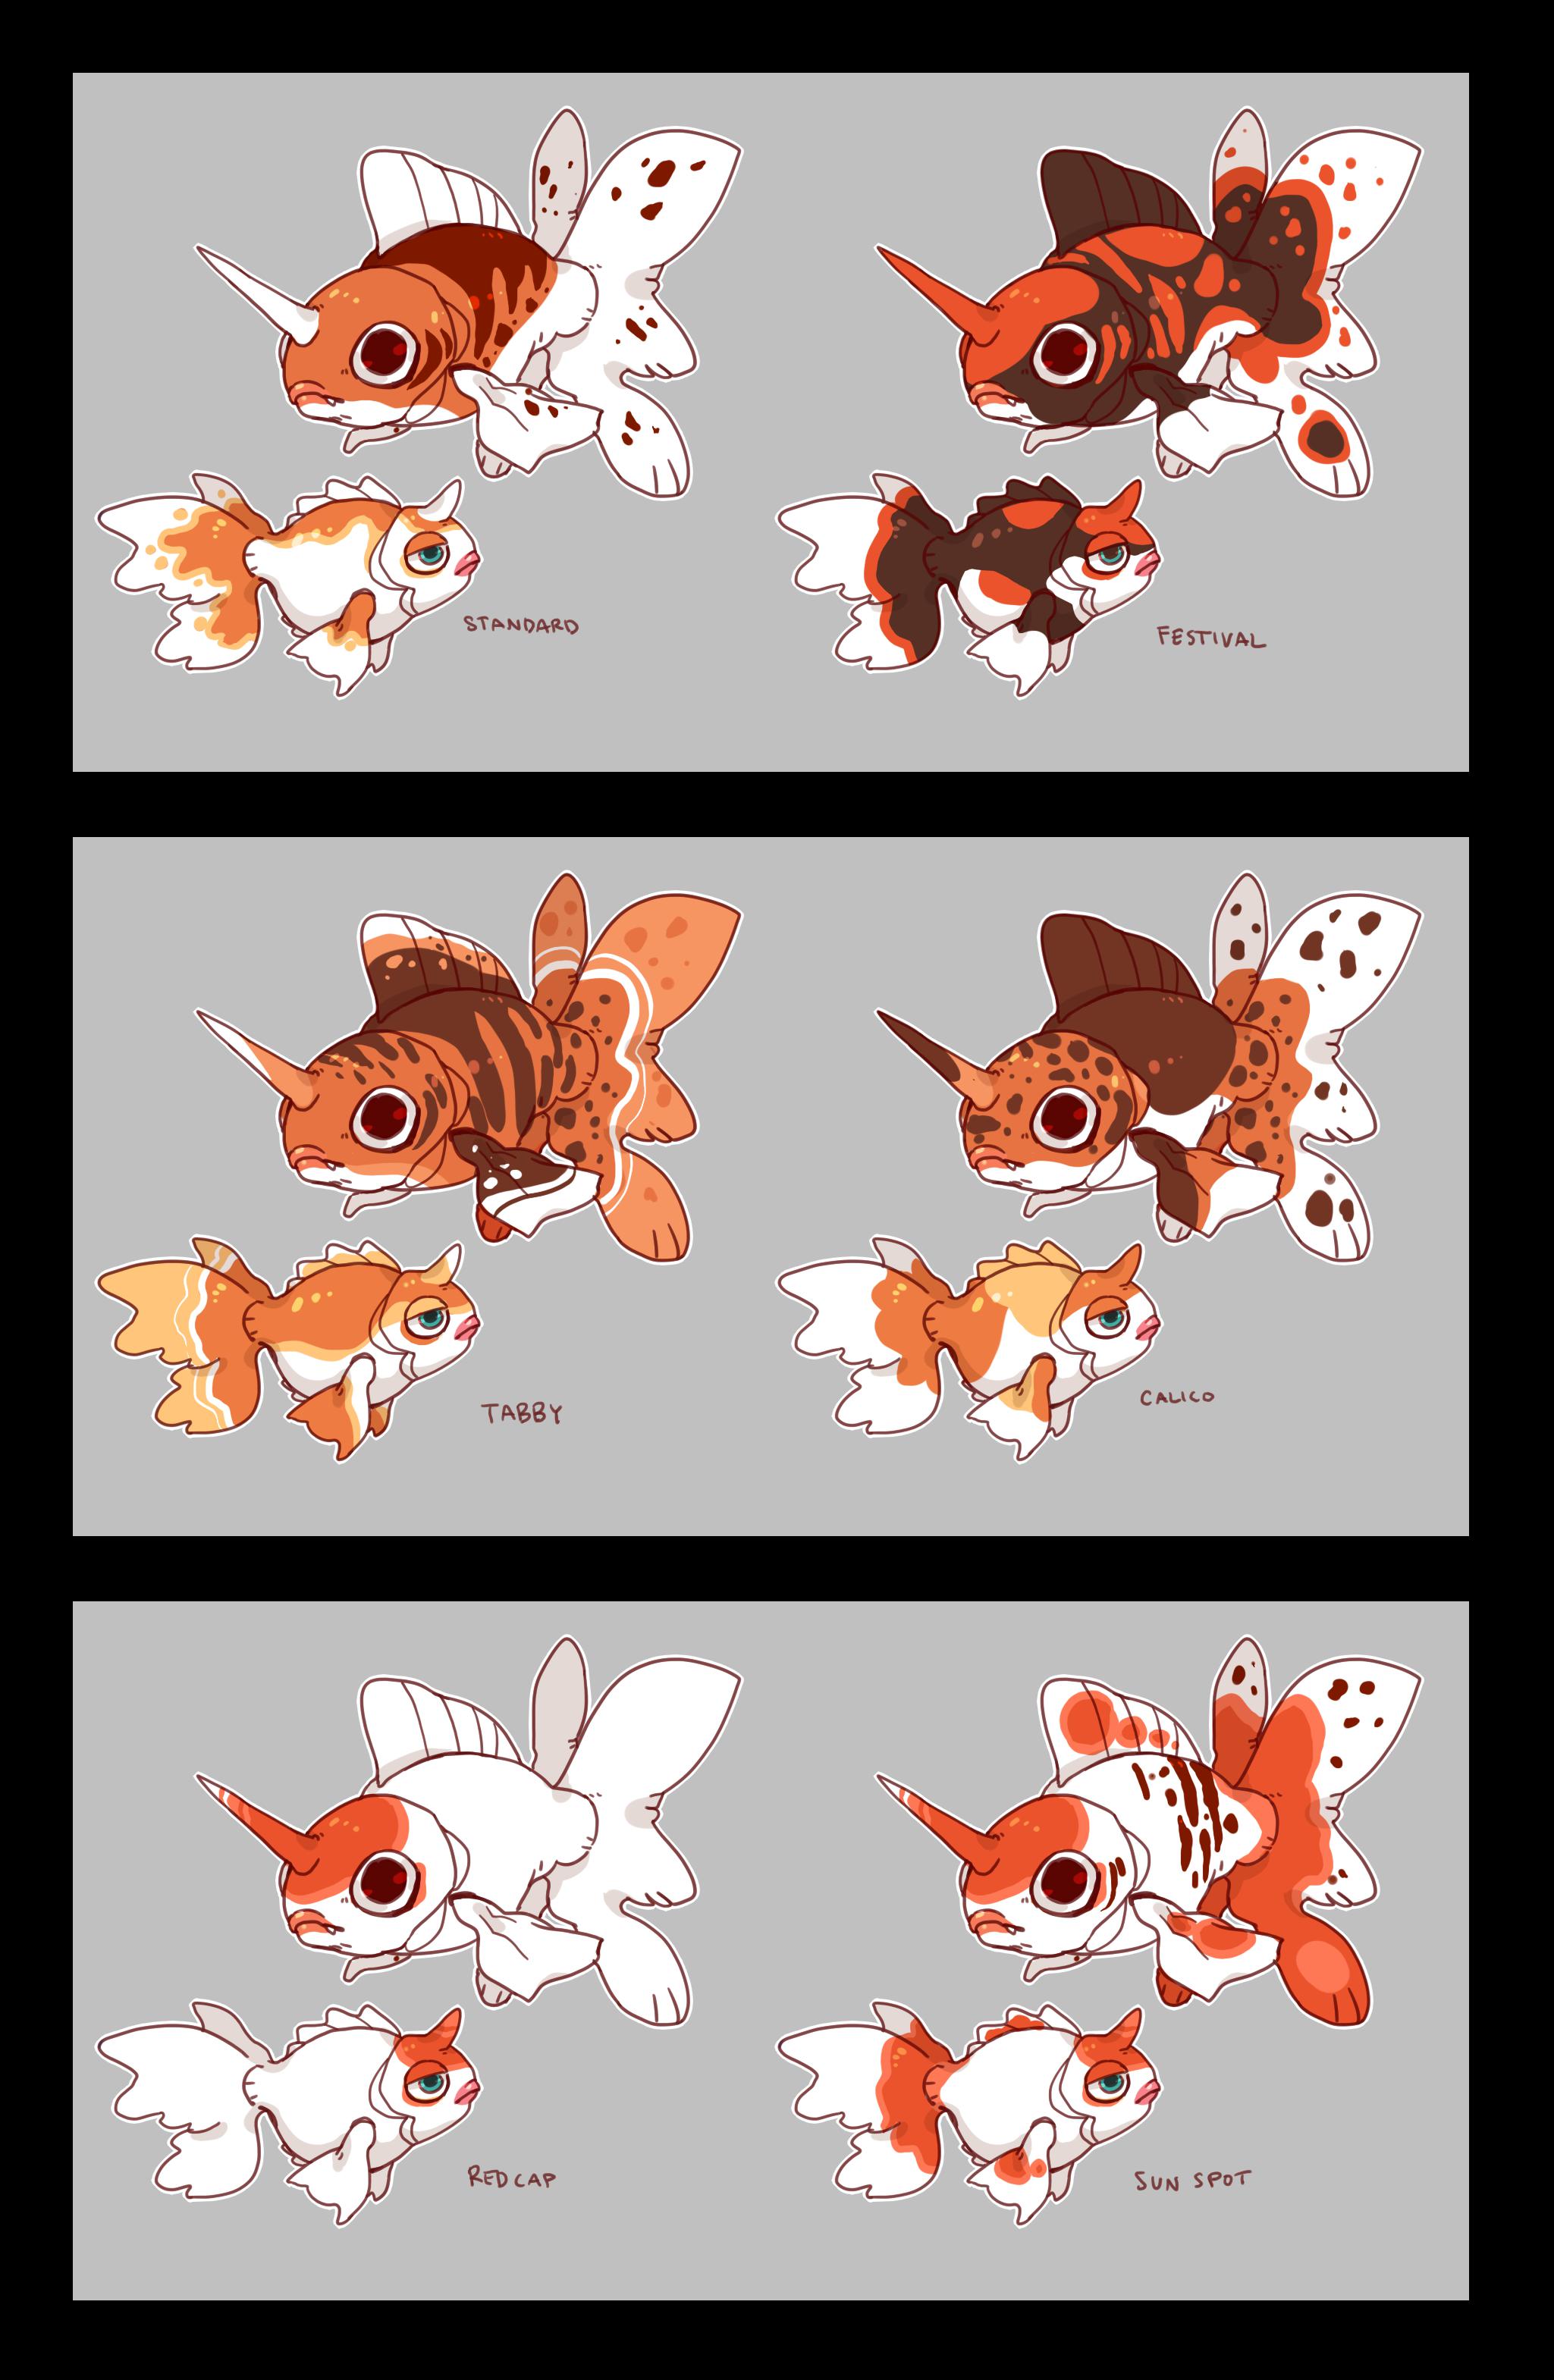 STANDARD
FESTIVAL
TABBY
CALICO
REDCAP
SUN SPOT